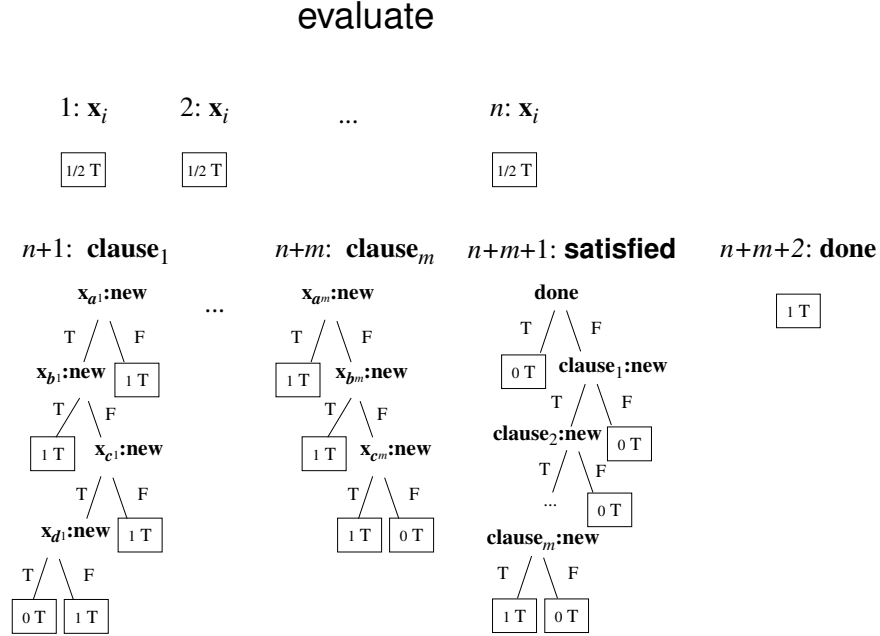 evaluate
1: x_i 2: x_i ... n: x_i
1/2 T 1/2 T 1/2 T
n+1: clause_1 ... n+m: clause_m n+m+1: satisfied n+m+2: done
x_a1:new x_am:new done 1 T
T F T F T F
x_b1:new 1 T 1 T x_bm:new 0 T clause_1:new
T F T F T F
1 T x_c1:new 1 T x_cm:new clause_2:new 0 T
T F T F T F
x_d1:new 1 T 1 T 0 T ... 0 T
clause_m:new
T F T F
0 T 1 T 1 T 0 T